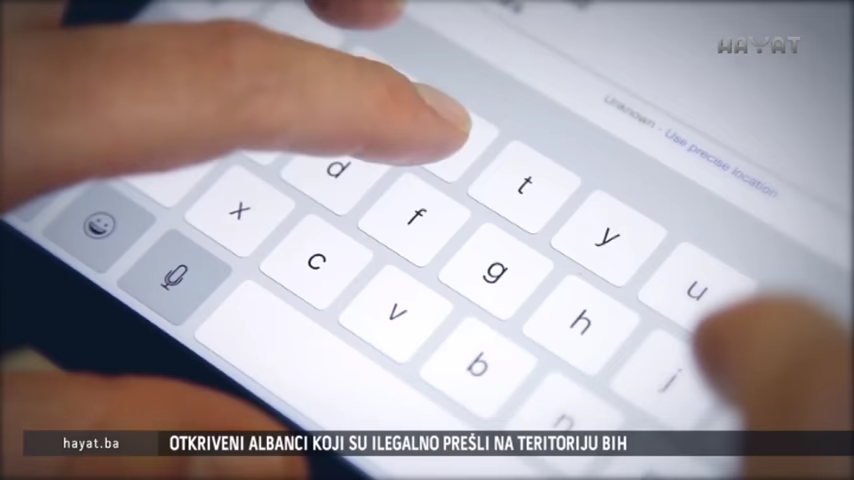 HAYAT
Unknown - Use precise location
t
y
u
d
f
g
h
j
x
c
v
b
n
hayat.ba
OTKRIVENI ALBANCI KOJI SU ILEGALNO PREŠLI NA TERITORIJU BIH